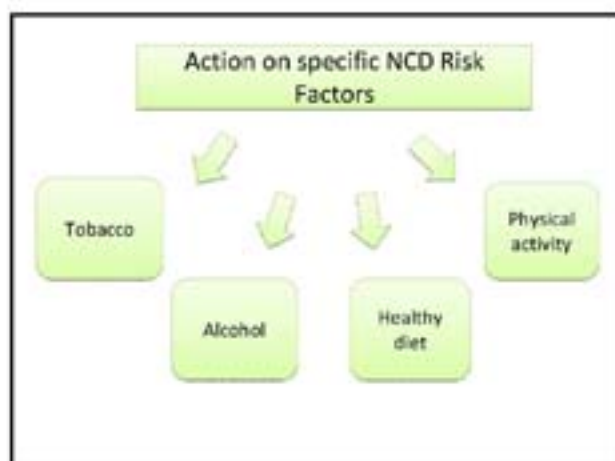 Action on specific NCD Risk
Factors
Tobacco
Alcohol
Healthy
diet
Physical
activity